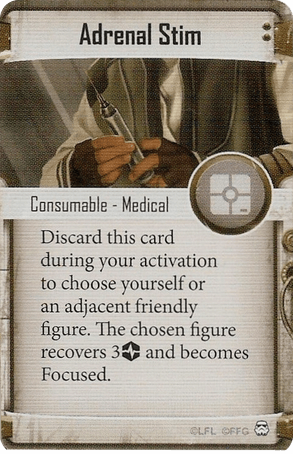 Adrenal Stim
Consumable - Medical
Discard this card
during your activation
to choose yourself or
an adjacent friendly
figure. The chosen figure
recovers 3 and becomes
Focused.
©LFL ©FFG